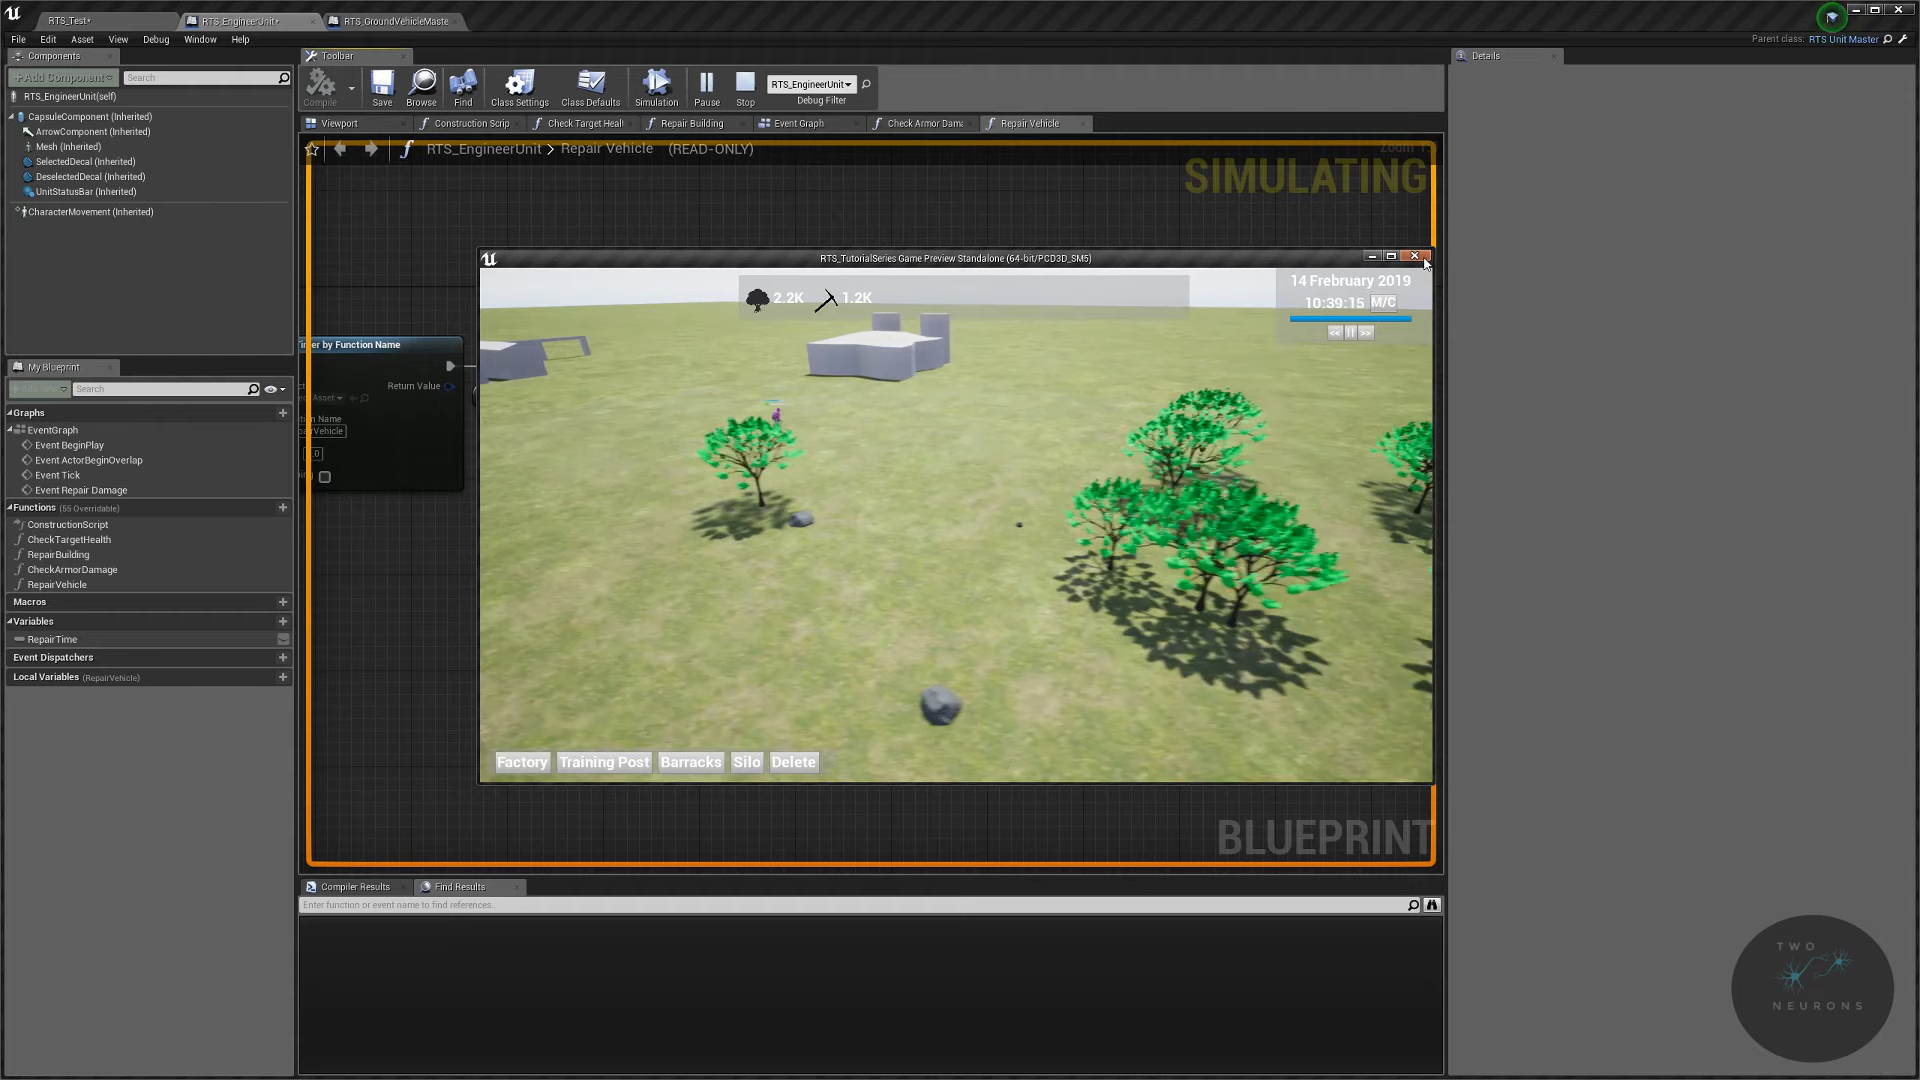 RTS_Test*
RTS_EngineerUnit*
RTS_GroundVehicleMaste
File Edit Asset View Debug Window Help
Parent class: RTS Unit Master
Components
Toolbar
Details
+Add Component
Search
RTS_EngineerUnit(self)
CapsuleComponent (Inherited)
ArrowComponent (Inherited)
Mesh (Inherited)
SelectedDecal (Inherited)
DeselectedDecal (Inherited)
UnitStatusBar (Inherited)
CharacterMovement (Inherited)
Compile
Save
Browse
Find
Class Settings
Class Defaults
Simulation
Pause
Stop
RTS_EngineerUnit
Debug Filter
Viewport
Construction Scrip
Check Target Healt
Repair Building
Event Graph
Check Armor Dama
Repair Vehicle
RTS_EngineerUnit > Repair Vehicle (READ-ONLY)
SIMULATING
RTS_TutorialSeries Game Preview Standalone (64-bit/PCD3D_SM5)
2.2K
1.2K
14 Frebruary 2019
10:39:15 M/C
<< || >>
er by Function Name
Return Value
Factory
Training Post
Barracks
Silo
Delete
BLUEPRINT
My Blueprint
Search
Graphs
EventGraph
Event BeginPlay
Event ActorBeginOverlap
Event Tick
Event Repair Damage
Functions (55 Overridable)
ConstructionScript
CheckTargetHealth
RepairBuilding
CheckArmorDamage
RepairVehicle
Macros
Variables
RepairTime
Event Dispatchers
Local Variables (RepairVehicle)
Compiler Results
Find Results
Enter function or event name to find references...
TWO
NEURONS